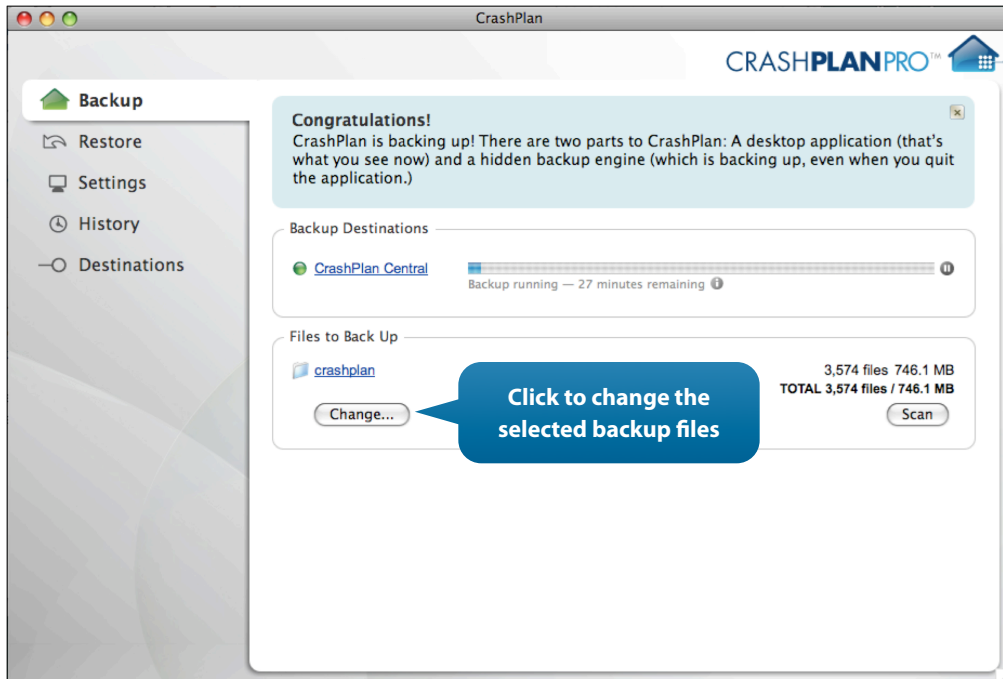 CrashPlan
CRASHPLANPRO™
Backup
Restore
Settings
History
Destinations
Congratulations!
CrashPlan is backing up! There are two parts to CrashPlan: A desktop application (that's
what you see now) and a hidden backup engine (which is backing up, even when you quit
the application.)
Backup Destinations
CrashPlan Central
Backup running — 27 minutes remaining
Files to Back Up
crashplan
3,574 files 746.1 MB
TOTAL 3,574 files / 746.1 MB
Change...
Click to change the
selected backup files
Scan